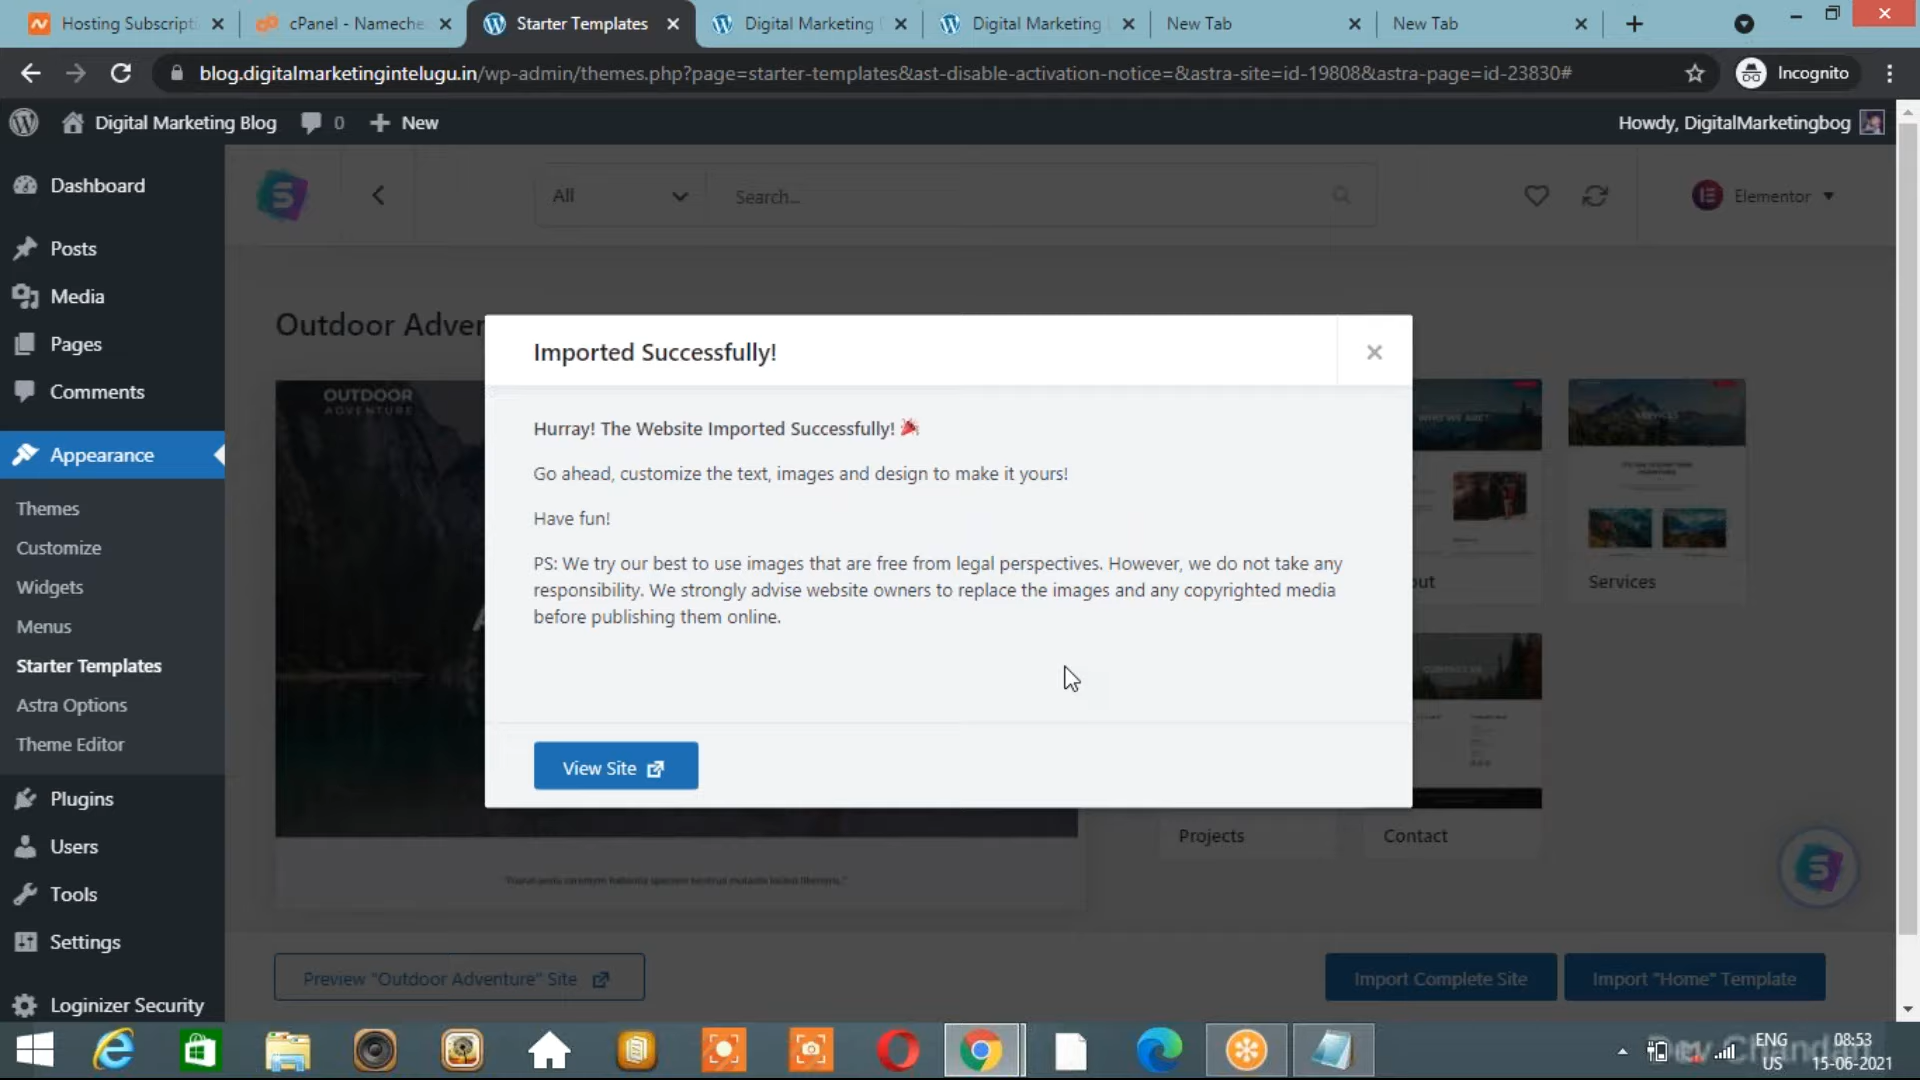 Hosting Subscripti
cPanel - Nameche
Starter Templates
Digital Marketing
Digital Marketing
New Tab
New Tab
blog.digitalmarketingintelugu.in/wp-admin/themes.php?page=starter-templates&ast-disable-activation-notice=&astra-site=id-19808&astra-page=id-23830#
Incognito
Digital Marketing Blog
0
New
Howdy, DigitalMarketingbog
Dashboard
Posts
Media
Pages
Comments
Appearance
Themes
Customize
Widgets
Menus
Starter Templates
Astra Options
Theme Editor
Plugins
Users
Tools
Settings
Loginizer Security
All
Search...
Elementor
Outdoor Adver
OUTDOOR
ADVENTURE
Imported Successfully!
Hurray! The Website Imported Successfully!
Go ahead, customize the text, images and design to make it yours!
Have fun!
PS: We try our best to use images that are free from legal perspectives. However, we do not take any
responsibility. We strongly advise website owners to replace the images and any copyrighted media
before publishing them online.
View Site
WHO WE ARE?
SERVICES
out
Services
Projects
Contact
Preview "Outdoor Adventure" Site
Import Complete Site
Import "Home" Template
ENG
US
08:53
15-06-2021